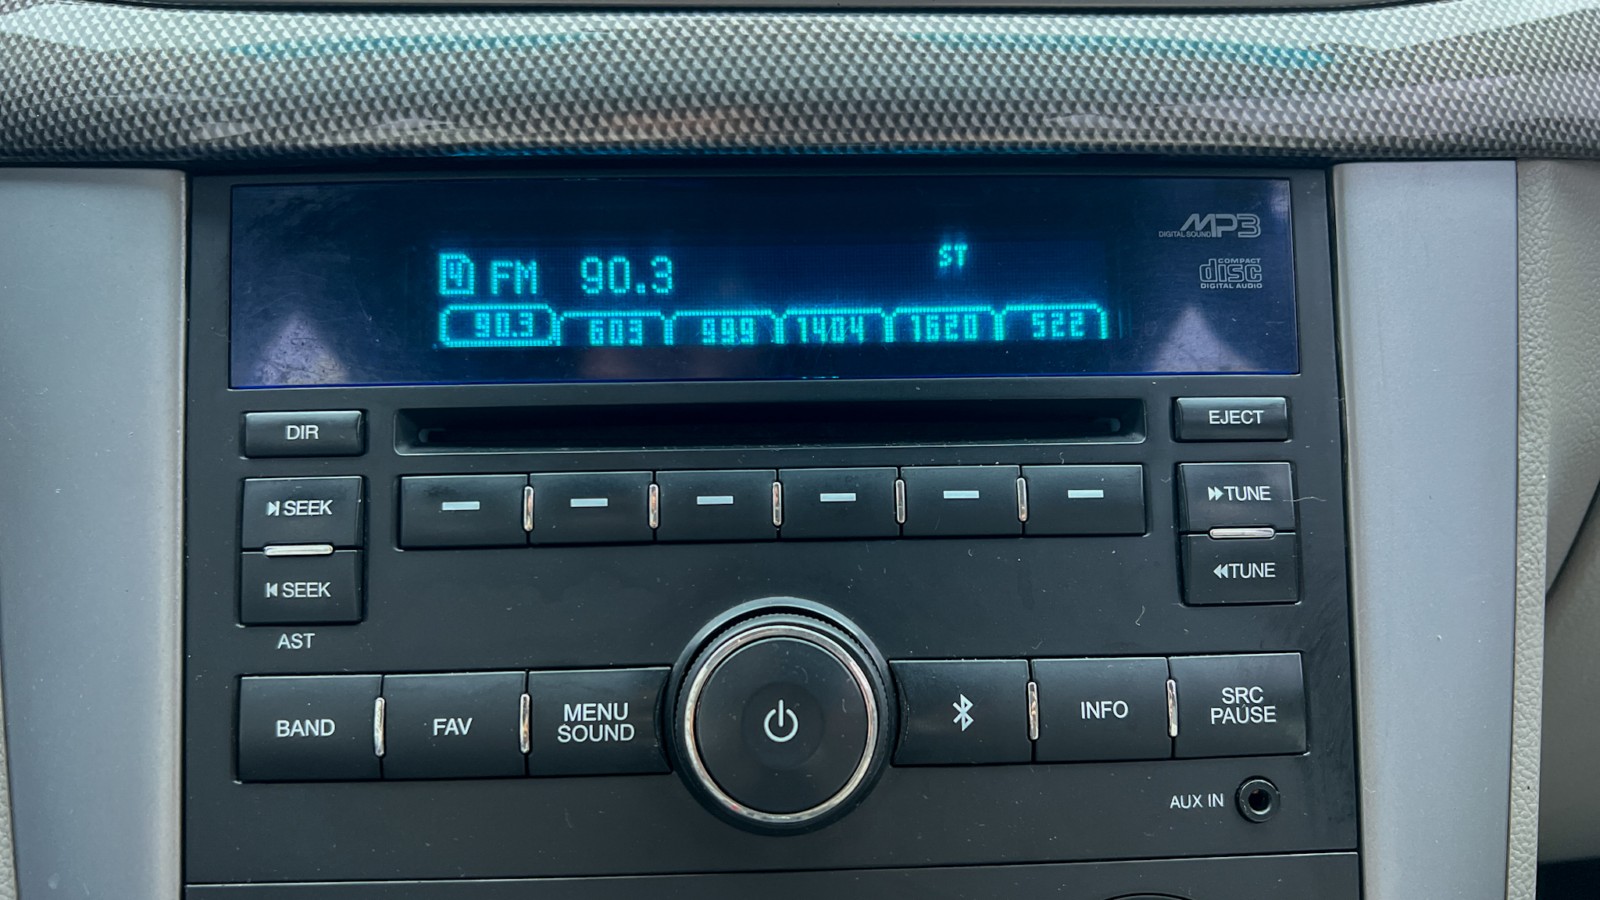 MP3
DIGITAL SOUND
COMPACT
disc
DIGITAL AUDIO
4 FM 90.3 ST
90.3 603 999 1404 1620 522
DIR
EJECT
SEEK
TUNE
SEEK
TUNE
AST
BAND
FAV
MENU
SOUND
INFO
SRC
PAUSE
AUX IN